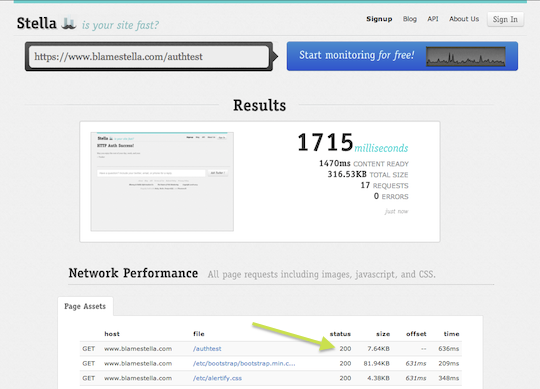 Stella is your site fast?
Signup Blog API About Us Sign In
https://www.blamestella.com/authtest
Start monitoring for free!
Results
Stella
HTTP Auth Success!
1715 milliseconds
1470ms CONTENT READY
316.53KB TOTAL SIZE
17 REQUESTS
0 ERRORS
just now
Network Performance All page requests including images, javascript, and CSS.
Page Assets
host file status size offset time
GET www.blamestella.com /authtest 200 7.64KB -- 636ms
GET www.blamestella.com /etc/bootstrap/bootstrap.min.c... 200 81.94KB 631ms 209ms
GET www.blamestella.com /etc/alertify.css 200 4.38KB 631ms 348ms